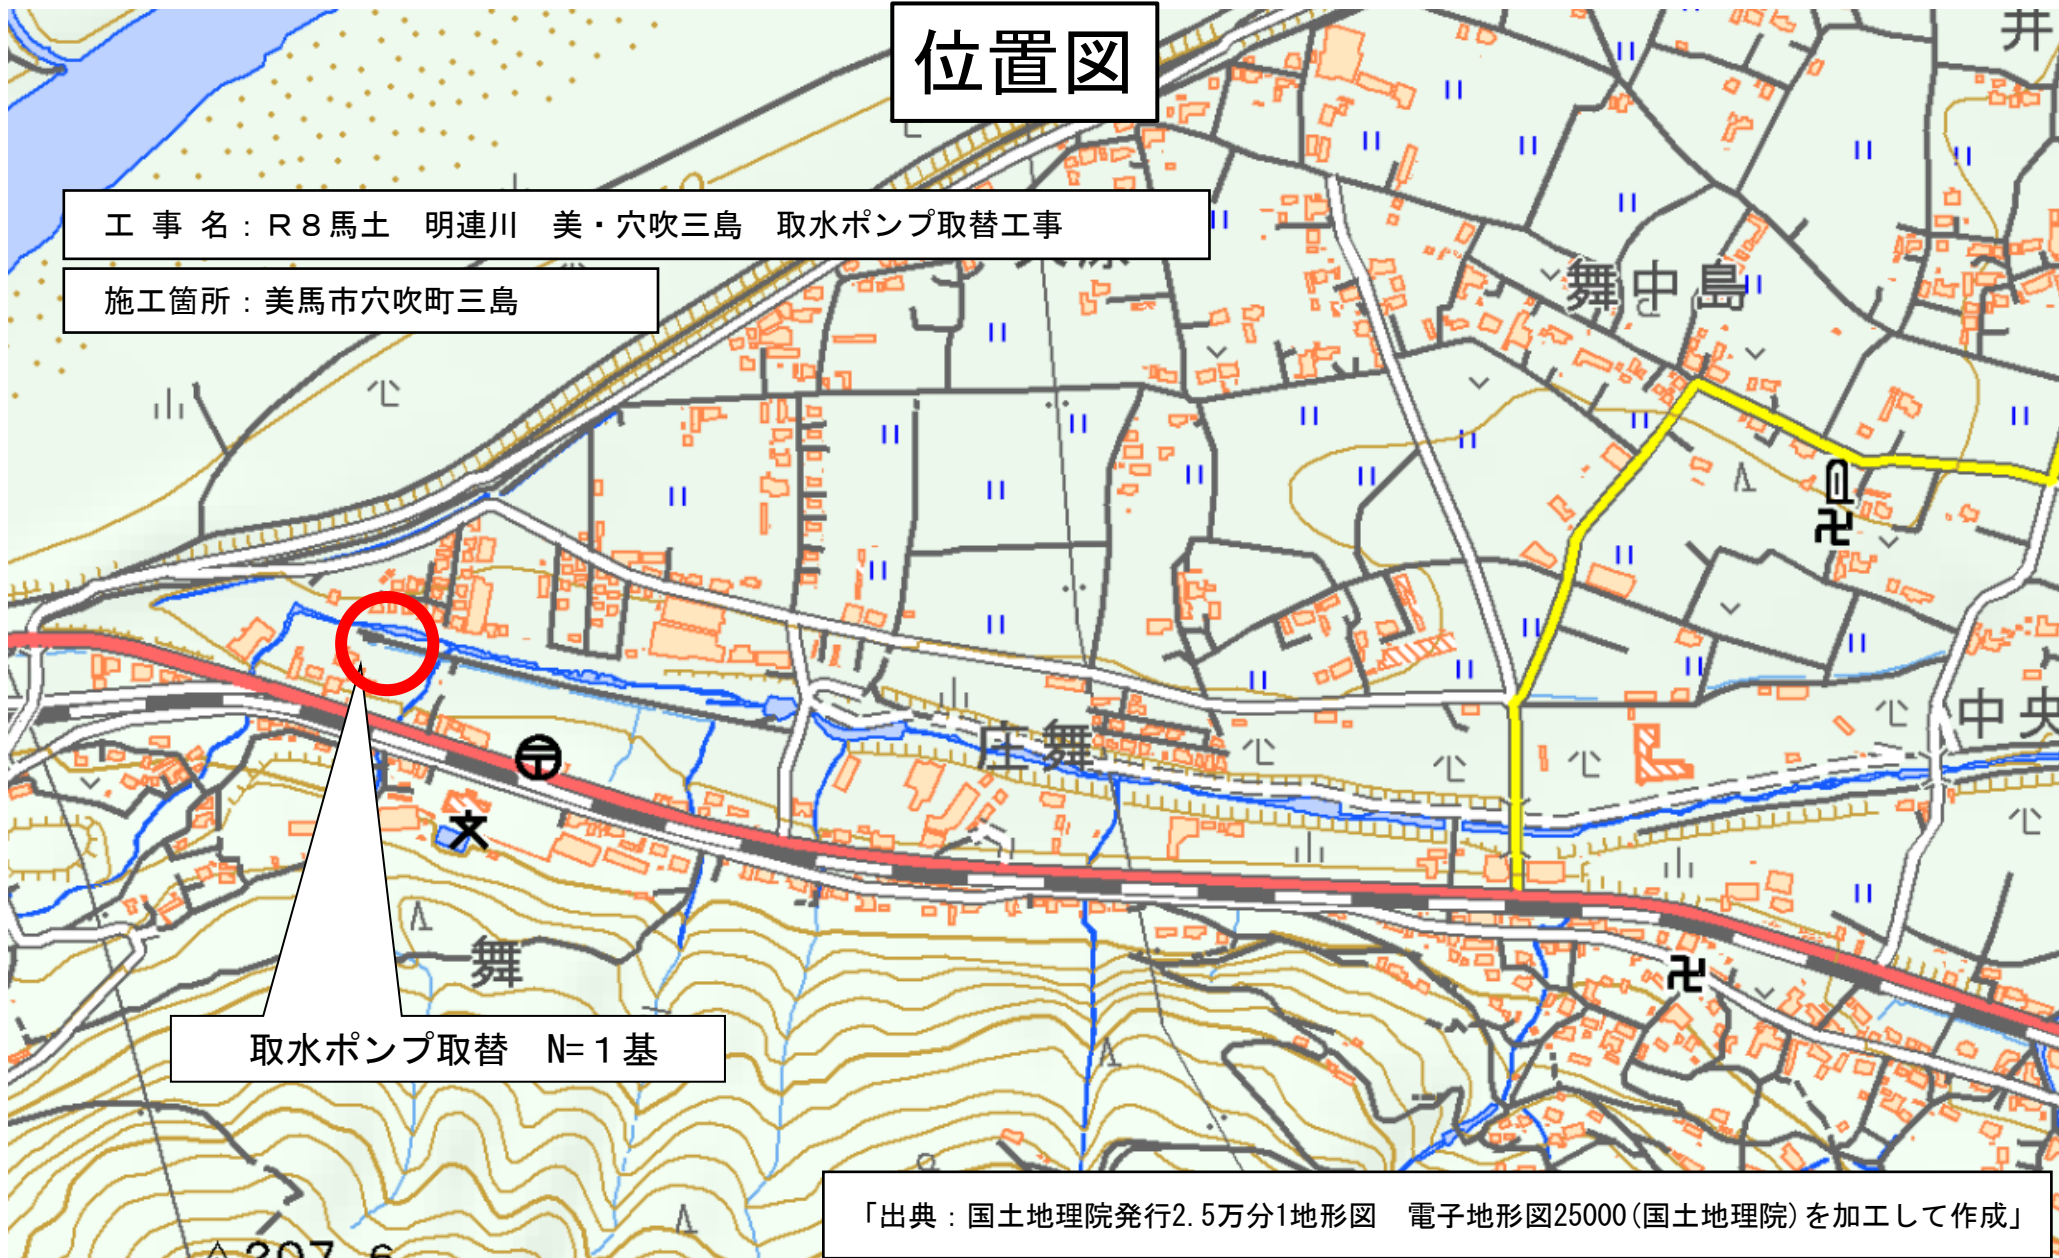 位置図
井
工 事 名：Ｒ８馬土　明連川　美・穴吹三島　取水ポンプ取替工事
施工箇所：美馬市穴吹町三島
舞中島
中央
庄舞
舞
取水ポンプ取替　N=１基
「出典：国土地理院発行2.5万分1地形図　電子地形図25000(国土地理院)を加工して作成」